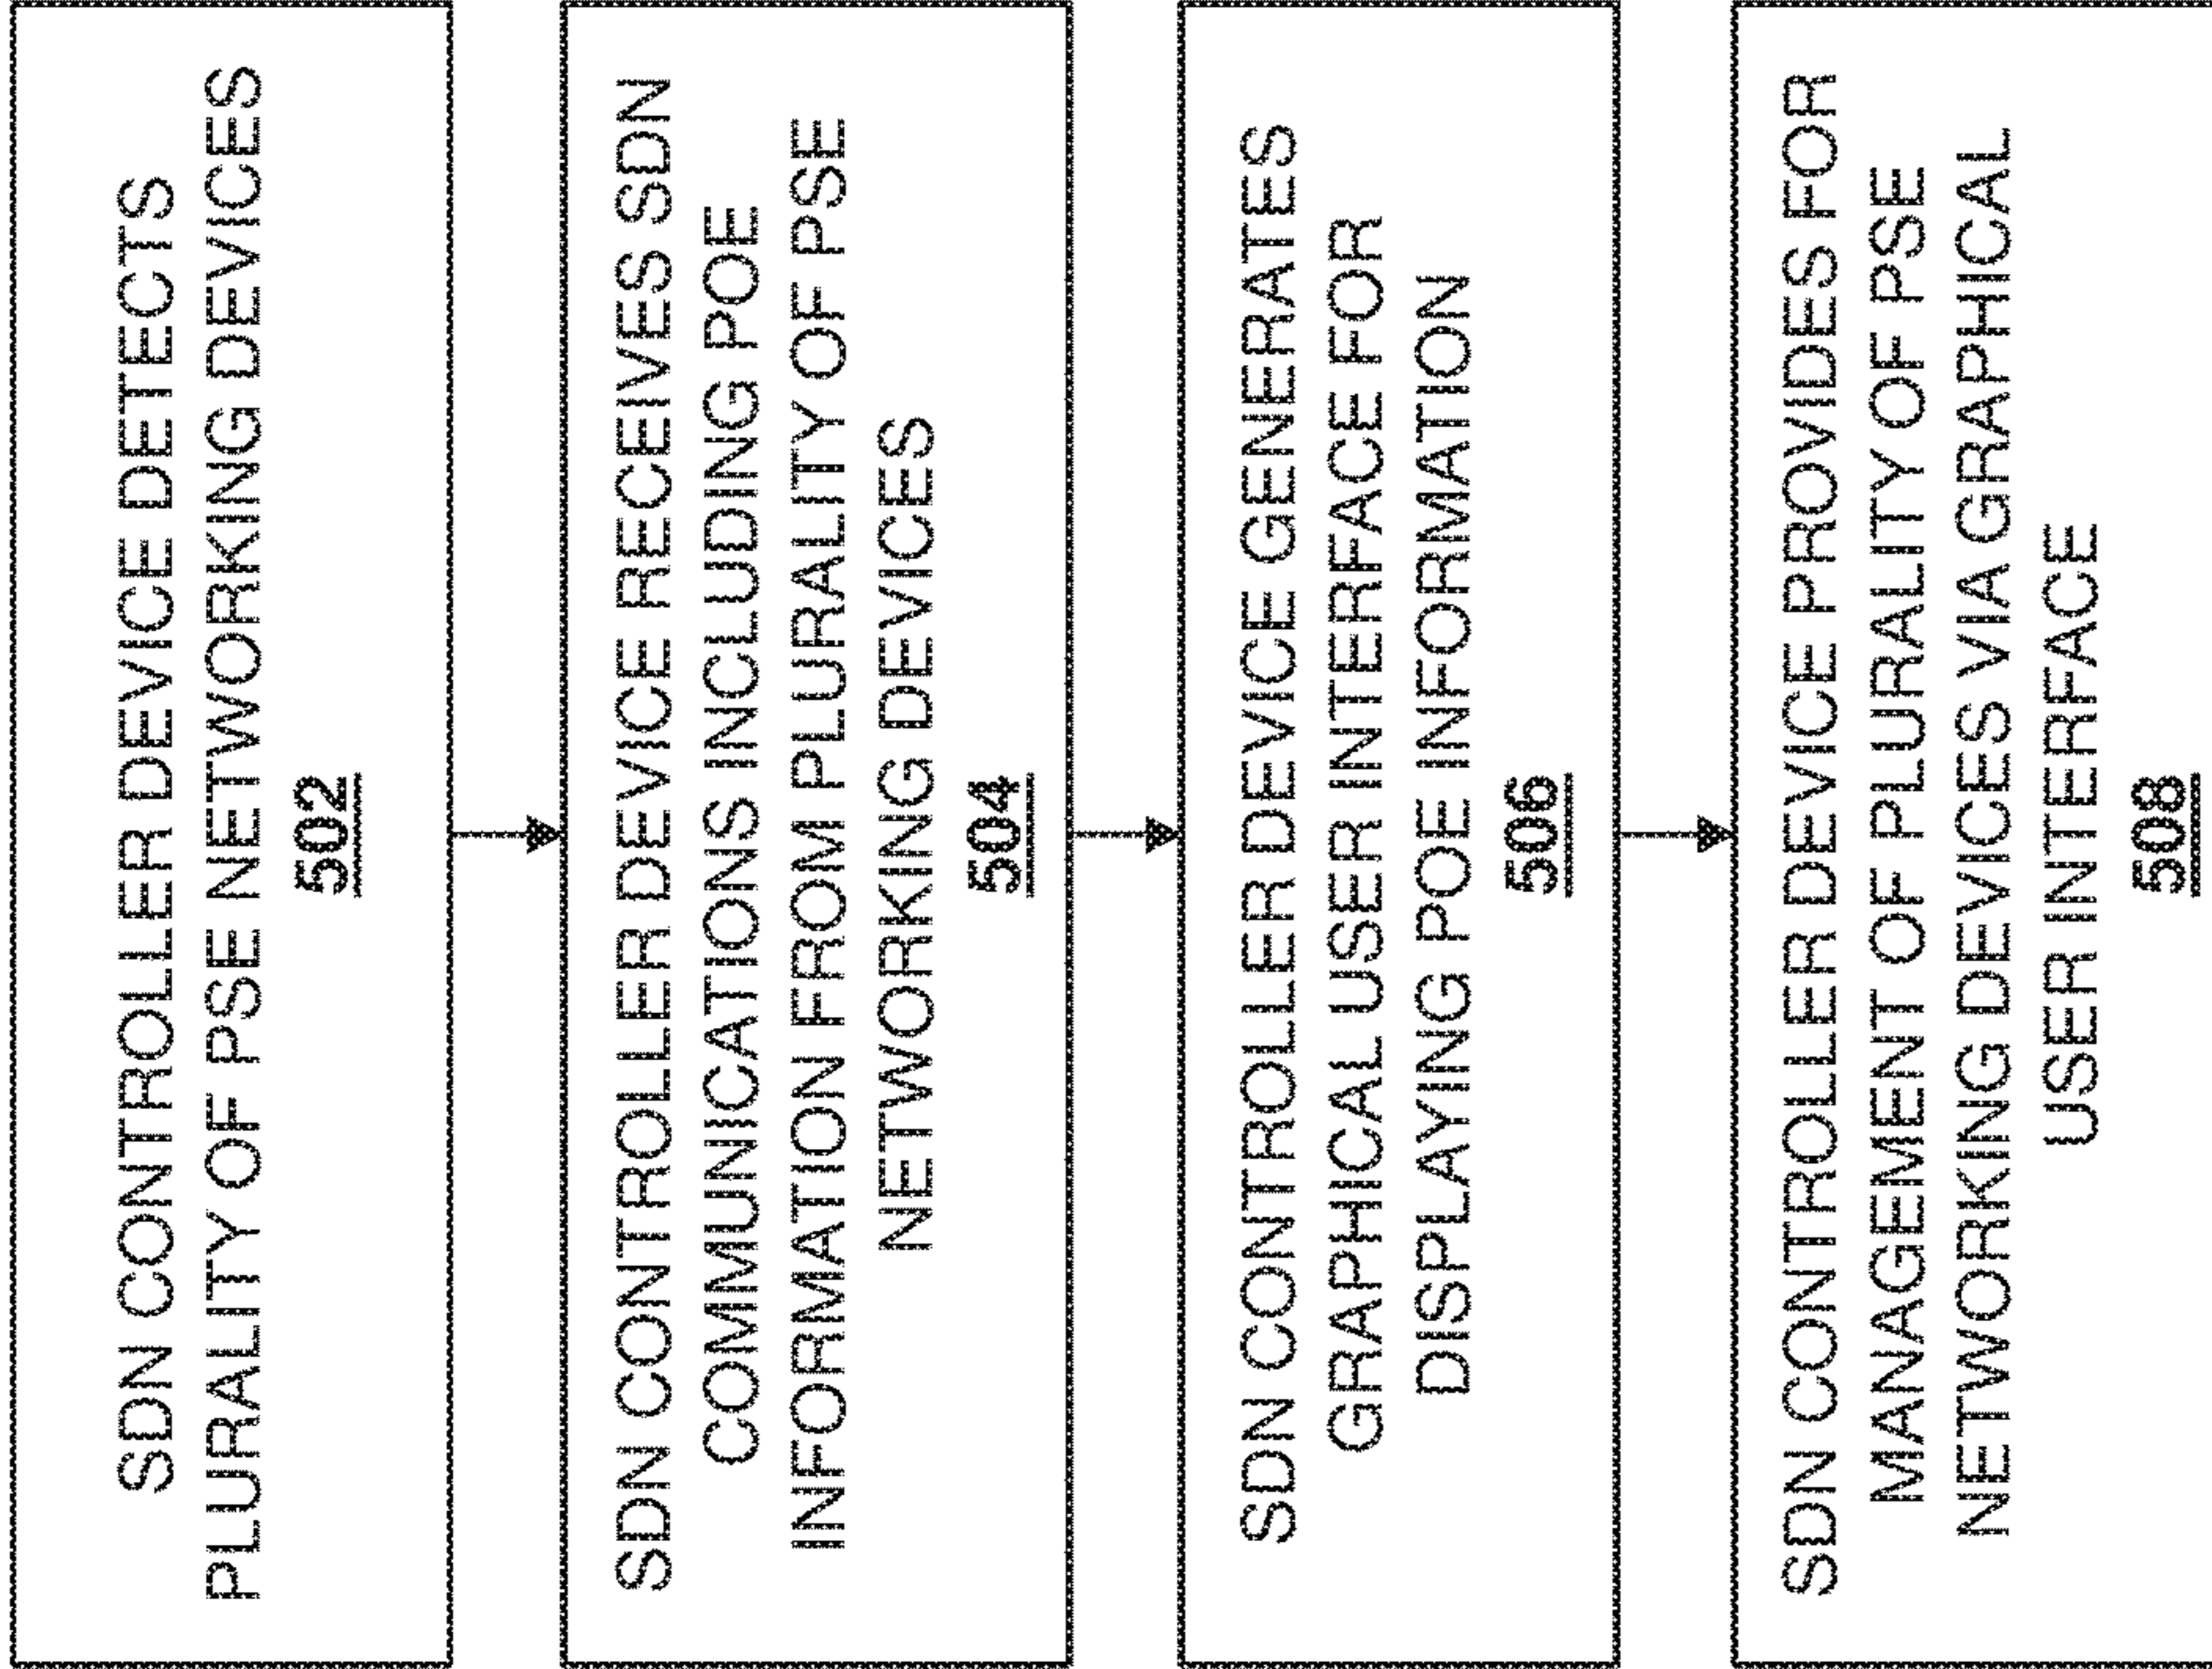 SDN CONTROLLER DEVICE DETECTS
PLURALITY OF PSE NETWORKING DEVICES
502
SDN CONTROLLER DEVICE RECEIVES SDN
COMMUNICATIONS INCLUDING POE
INFORMATION FROM PLURALITY OF PSE
NETWORKING DEVICES
504
SDN CONTROLLER DEVICE GENERATES
GRAPHICAL USER INTERFACE FOR
DISPLAYING POE INFORMATION
506
SDN CONTROLLER DEVICE PROVIDES FOR
MANAGEMENT OF PLURALITY OF PSE
NETWORKING DEVICES VIA GRAPHICAL
USER INTERFACE
508